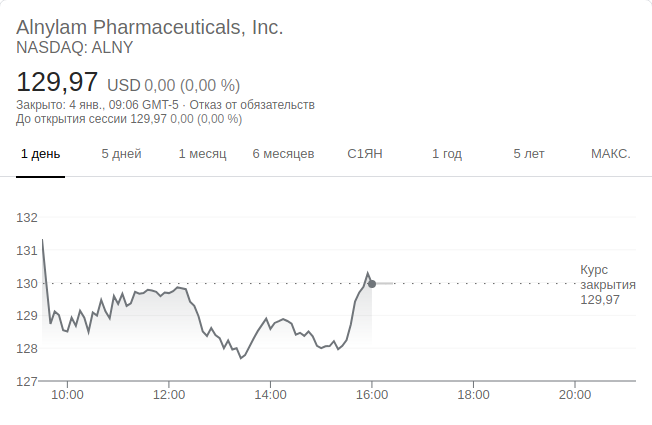 Alnylam Pharmaceuticals, Inc.
NASDAQ: ALNY
129,97 USD 0,00 (0,00 %)
Закрыто: 4 янв., 09:06 GMT-5 · Отказ от обязательств
До открытия сессии 129,97 0,00 (0,00 %)
1 день 5 дней 1 месяц 6 месяцев С1ЯН 1 год 5 лет МАКС.
132
131
130
129
128
127
Курс
закрытия
129,97
10:00 12:00 14:00 16:00 18:00 20:00